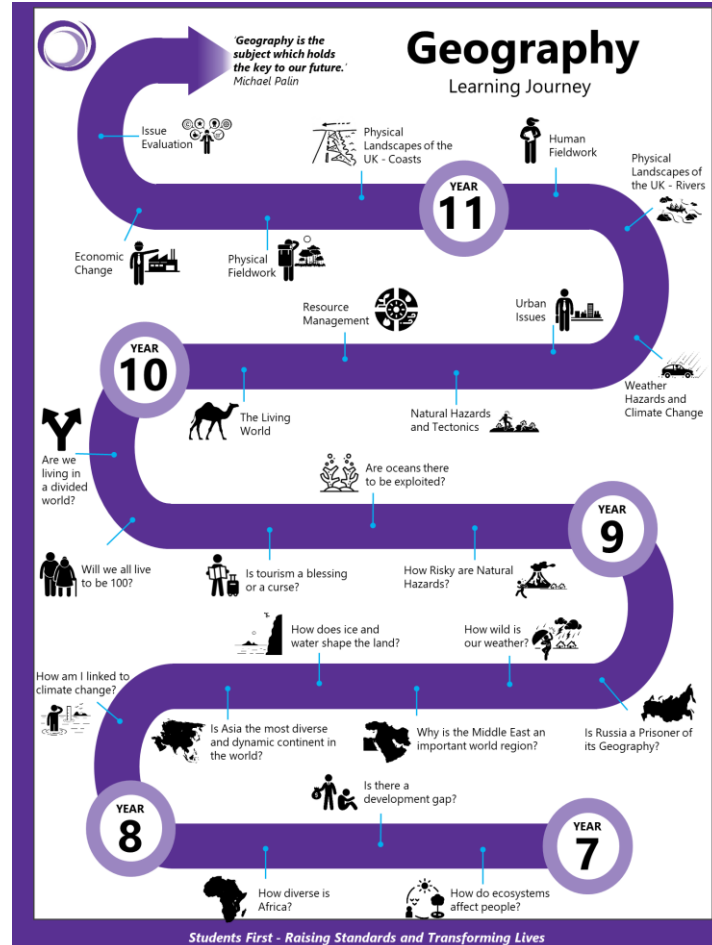 'Geography is the
subject which holds
the key to our future.'
Michael Palin
Geography
Learning Journey
Issue
Evaluation
Physical
Landscapes of the
UK - Coasts
Human
Fieldwork
Physical
Landscapes of
the UK - Rivers
YEAR
11
Economic
Change
Physical
Fieldwork
Resource
Management
Urban
Issues
YEAR
10
The Living
World
Natural Hazards
and Tectonics
Weather
Hazards and
Climate Change
Are we
living in
a divided
world?
Are oceans there
to be exploited?
YEAR
9
Will we all live
to be 100?
Is tourism a blessing
or a curse?
How Risky are Natural
Hazards?
How does ice and
water shape the land?
How wild is
our weather?
How am I linked to
climate change?
Is Asia the most diverse
and dynamic continent in
the world?
Why is the Middle East an
important world region?
Is Russia a Prisoner of
its Geography?
Is there a
development gap?
YEAR
8
YEAR
7
How diverse is
Africa?
How do ecosystems
affect people?
Students First - Raising Standards and Transforming Lives